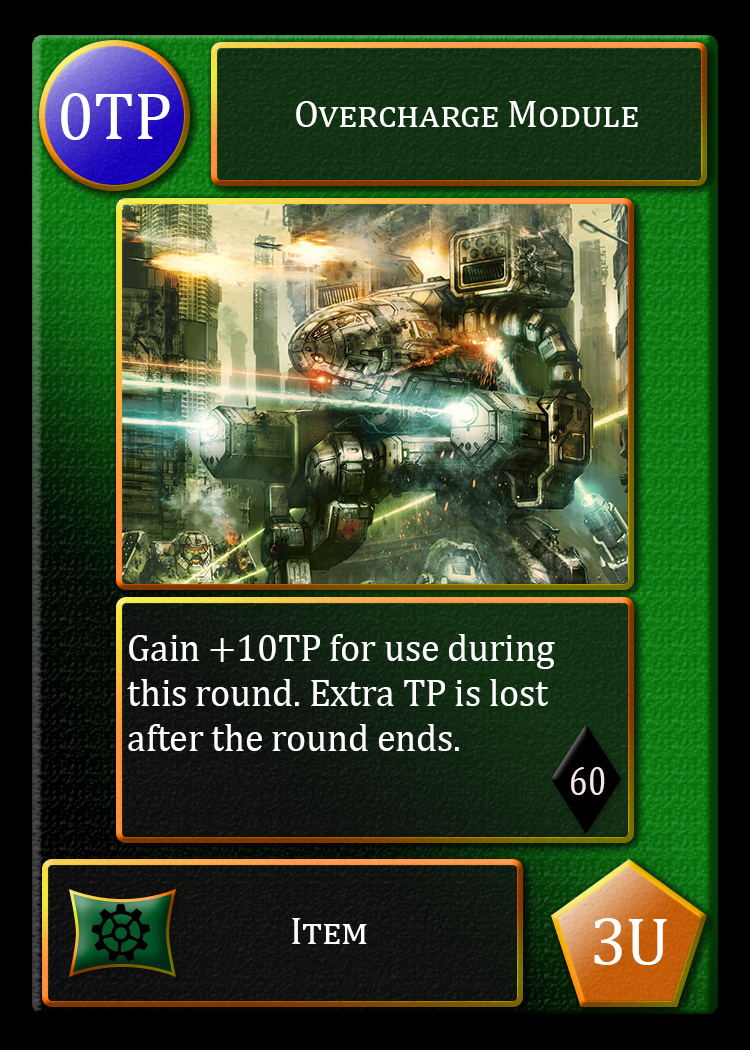 0TP
Overcharge Module
Gain +10TP for use during
this round. Extra TP is lost
after the round ends.
60
Item
3U